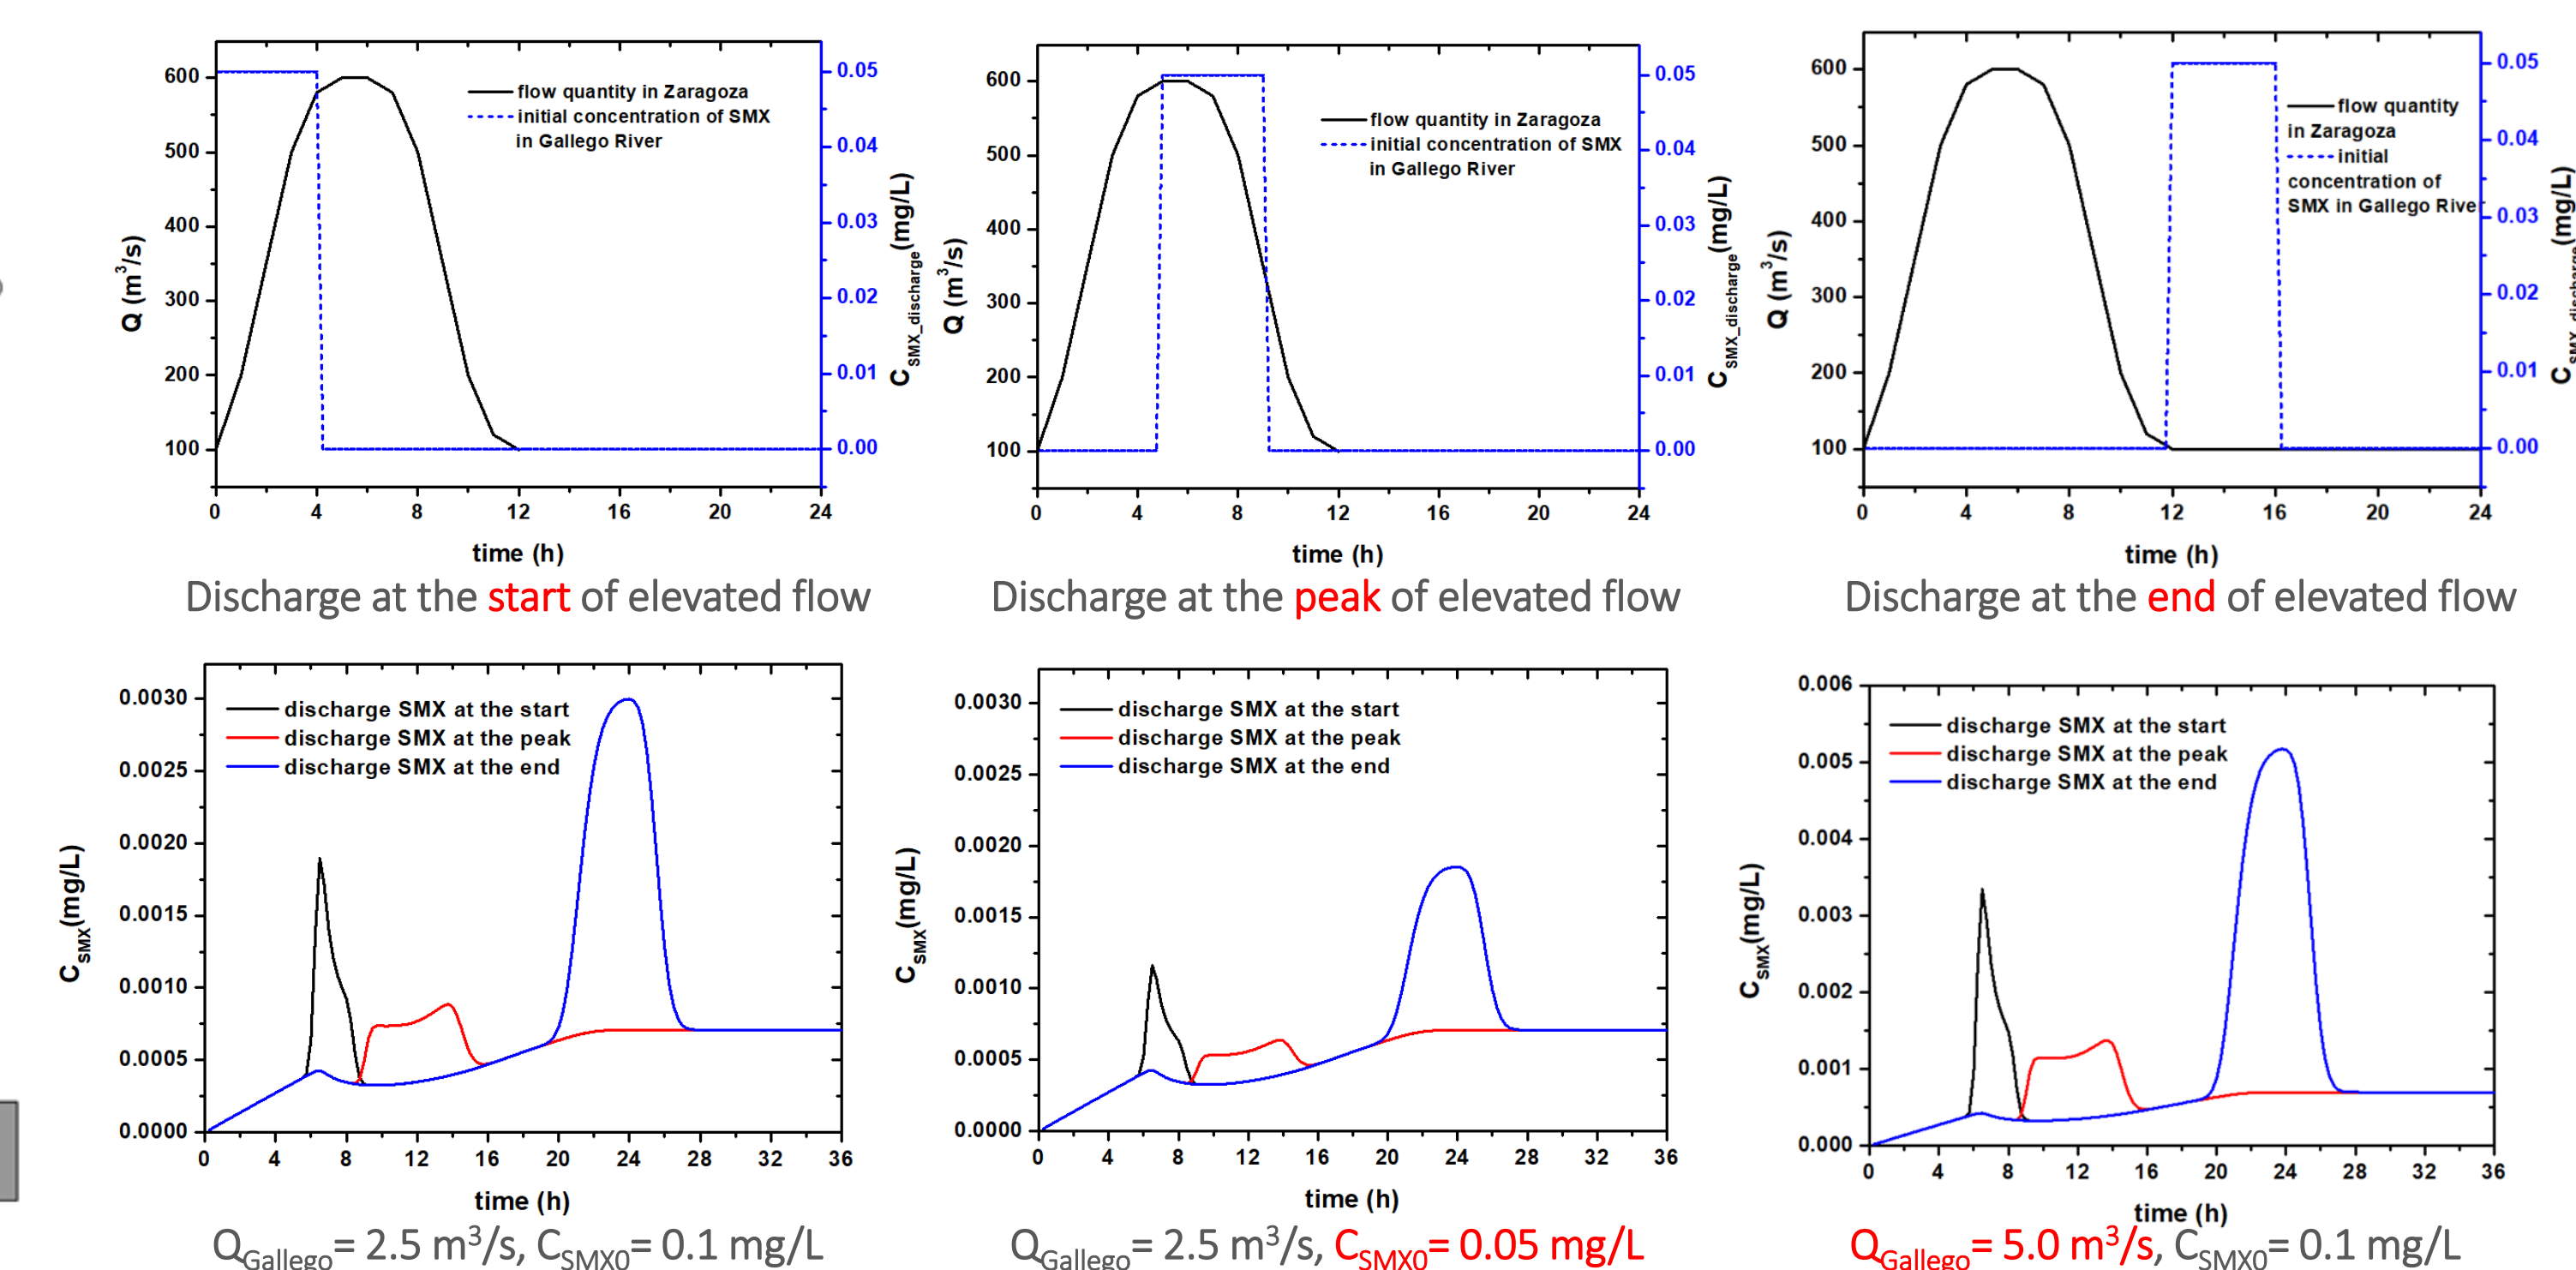 600
500
400
300
200
100
Q (m3/s)
0.05
0.04
0.03
0.02
0.01
0.00
CSMX_discharge(mg/L)
flow quantity in Zaragoza
initial concentration of SMX
in Gallego River
0 4 8 12 16 20 24
time (h)
Discharge at the start of elevated flow
600
500
400
300
200
100
Q (m3/s)
0.05
0.04
0.03
0.02
0.01
0.00
CSMX_discharge(mg/L)
flow quantity in Zaragoza
initial concentration of SMX
in Gallego River
0 4 8 12 16 20 24
time (h)
Discharge at the peak of elevated flow
600
500
400
300
200
100
Q (m3/s)
0.05
0.04
0.03
0.02
0.01
0.00
CSMX_discharge(mg/L)
flow quantity
in Zaragoza
initial
concentration of
SMX in Gallego River
0 4 8 12 16 20 24
time (h)
Discharge at the end of elevated flow
0.0030
0.0025
0.0020
0.0015
0.0010
0.0005
0.0000
CSMX(mg/L)
discharge SMX at the start
discharge SMX at the peak
discharge SMX at the end
0 4 8 12 16 20 24 28 32 36
time (h)
QGallego= 2.5 m3/s, CSMX0= 0.1 mg/L
0.0030
0.0025
0.0020
0.0015
0.0010
0.0005
0.0000
CSMX(mg/L)
discharge SMX at the start
discharge SMX at the peak
discharge SMX at the end
0 4 8 12 16 20 24 28 32 36
time (h)
QGallego= 2.5 m3/s, CSMX0= 0.05 mg/L
0.006
0.005
0.004
0.003
0.002
0.001
0.000
CSMX(mg/L)
discharge SMX at the start
discharge SMX at the peak
discharge SMX at the end
0 4 8 12 16 20 24 28 32 36
time (h)
QGallego= 5.0 m3/s, CSMX0= 0.1 mg/L